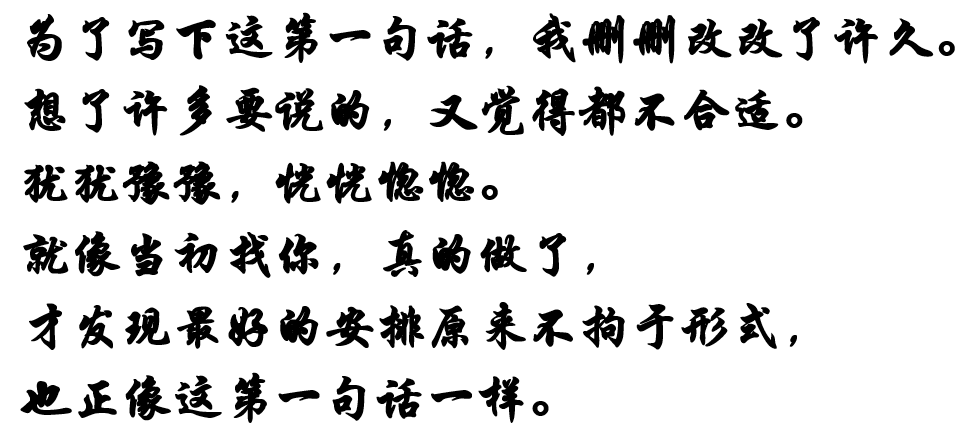 为了写下这第一句话，我删删改改了许久。
想了许多要说的，又觉得都不合适。
犹犹豫豫，恍恍惚惚。
就像当初找你，真的做了，
才发现最好的安排原来不拘于形式，
也正像这第一句话一样。